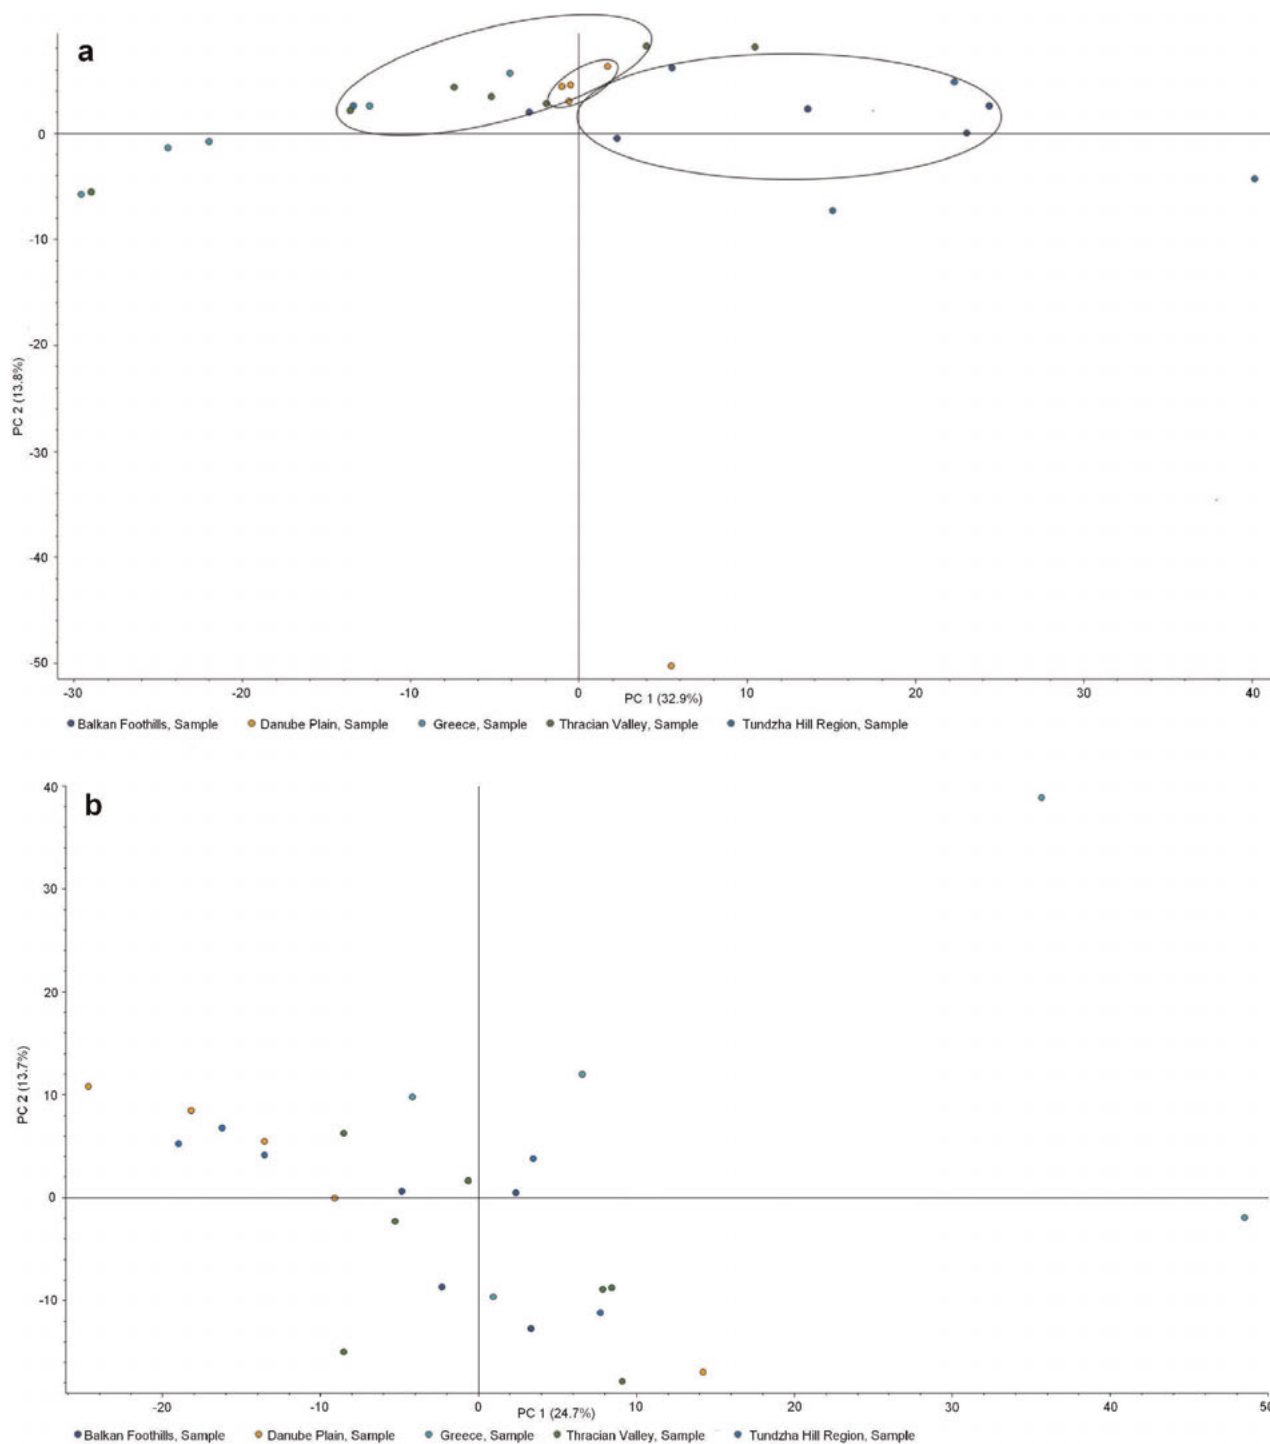 a
0
-10
-20
-30
-40
-50
PC 2 (13.8%)
-30 -20 -10 0 10 20 30 40
PC 1 (32.9%)
Balkan Foothills, Sample Danube Plain, Sample Greece, Sample Thracian Valley, Sample Tundzha Hill Region, Sample
b
40
30
20
10
0
-10
PC 2 (13.7%)
-20 -10 0 10 20 30 40 50
PC 1 (24.7%)
Balkan Foothills, Sample Danube Plain, Sample Greece, Sample Thracian Valley, Sample Tundzha Hill Region, Sample